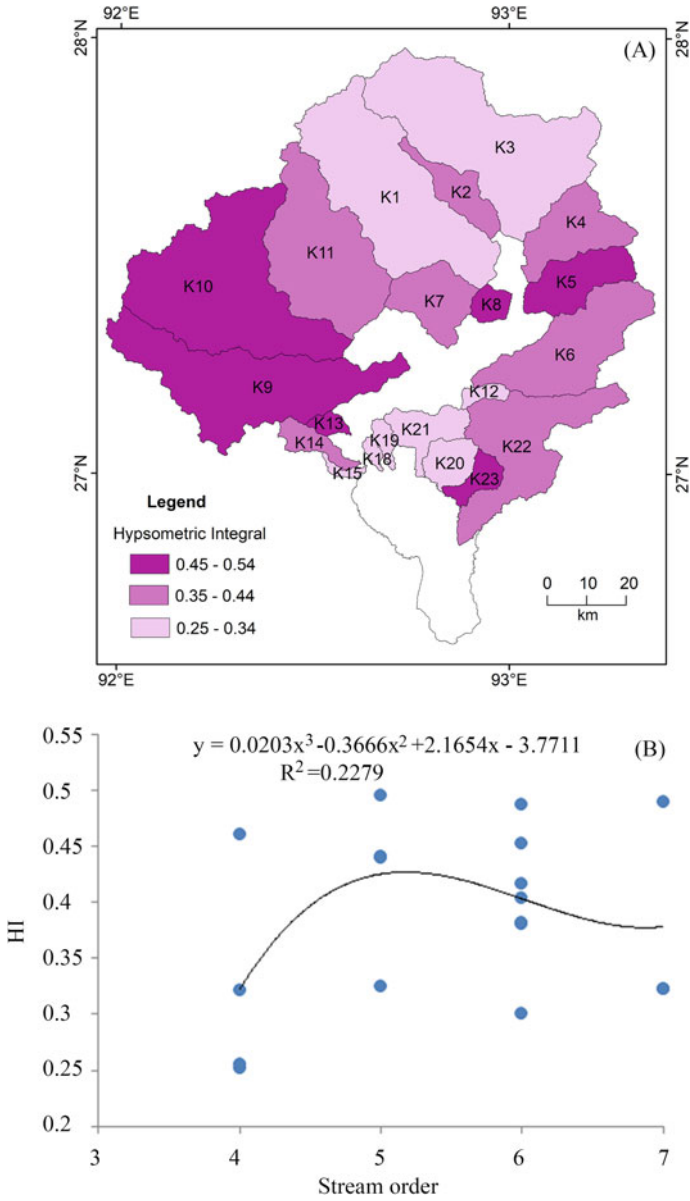 92°E 93°E
28°N 28°N
(A)
K3
K2
K1
K4
K11
K5
K10
K8
K7
K6
K9
K12
K13
K21
K14
K19
K22
K18
K20
K15
K23
27°N 27°N
Legend
Hypsometric Integral
0.45 - 0.54
0.35 - 0.44
0.25 - 0.34
0 10 20
km
92°E 93°E
0.55
y = 0.0203x³ -0.3666x² +2.1654x - 3.7711 (B)
R² =0.2279
0.5
0.45
0.4
HI
0.35
0.3
0.25
0.2
3 4 5 6 7
Stream order